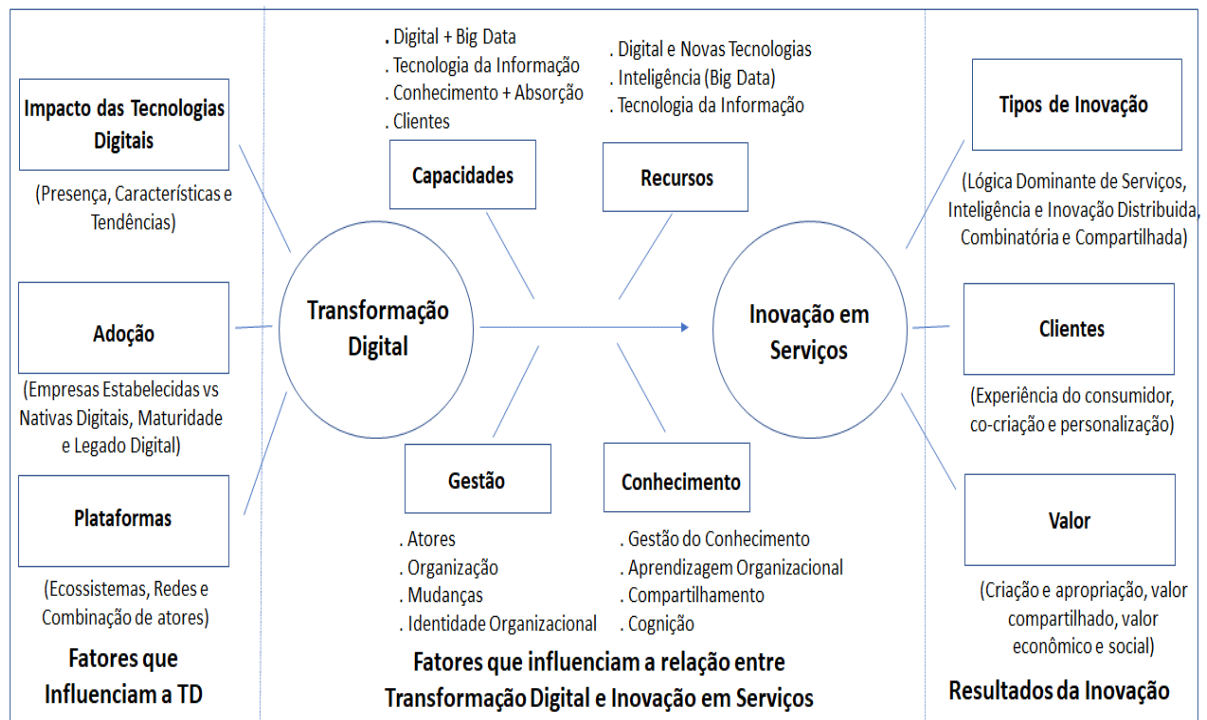 Impacto das Tecnologias
Digitais
(Presença, Características e
Tendências)
Adoção
(Empresas Estabelecidas vs
Nativas Digitais, Maturidade
e Legado Digital)
Plataformas
(Ecossistemas, Redes e
Combinação de atores)
Fatores que
Influenciam a TD
. Digital + Big Data
. Tecnologia da Informação
. Conhecimento + Absorção
. Clientes
Capacidades
. Digital e Novas Tecnologias
. Inteligência (Big Data)
. Tecnologia da Informação
Recursos
Transformação
Digital
Inovação em
Serviços
Gestão
. Atores
. Organização
. Mudanças
. Identidade Organizacional
Conhecimento
. Gestão do Conhecimento
. Aprendizagem Organizacional
. Compartilhamento
. Cognição
Fatores que influenciam a relação entre
Transformação Digital e Inovação em Serviços
Tipos de Inovação
(Lógica Dominante de Serviços,
Inteligência e Inovação Distribuida,
Combinatória e Compartilhada)
Clientes
(Experiência do consumidor,
co-criação e personalização)
Valor
(Criação e apropriação, valor
compartilhado, valor
econômico e social)
Resultados da Inovação